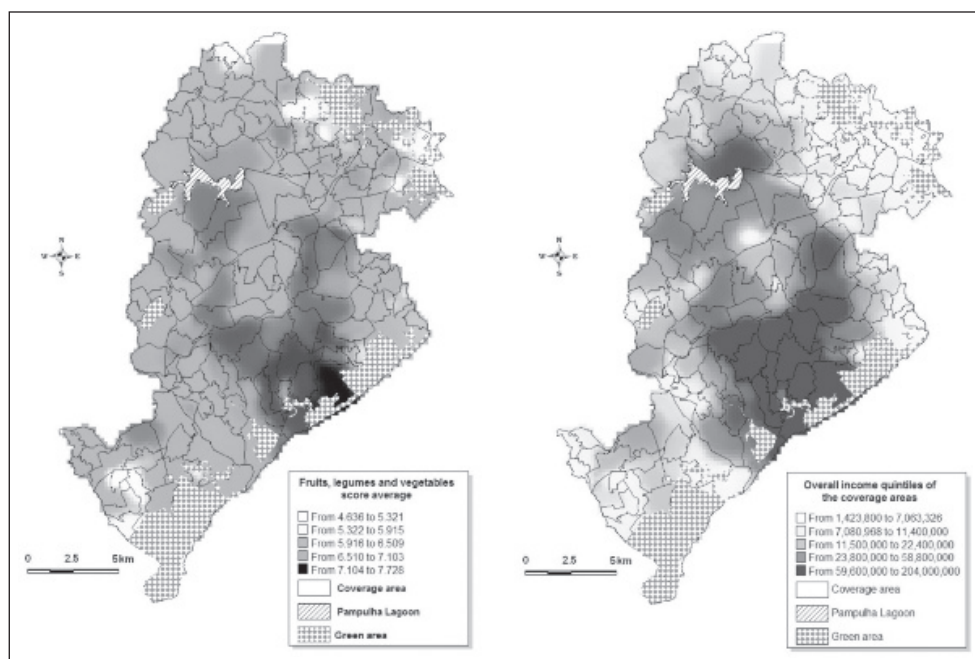 N
W E
S
0 2.5 5km
Fruits, legumes and vegetables
score average
From 4.636 to 5.321
From 5.322 to 5.915
From 5.916 to 6.509
From 6.510 to 7.103
From 7.104 to 7.728
Coverage area
Pampulha Lagoon
Green area
N
W E
S
0 2.5 5km
Overall income quintiles of
the coverage areas
From 1,423,800 to 7,063,326
From 7,080,968 to 11,400,000
From 11,500,000 to 22,400,000
From 23,800,000 to 58,800,000
From 59,600,000 to 204,000,000
Coverage area
Pampulha Lagoon
Green area